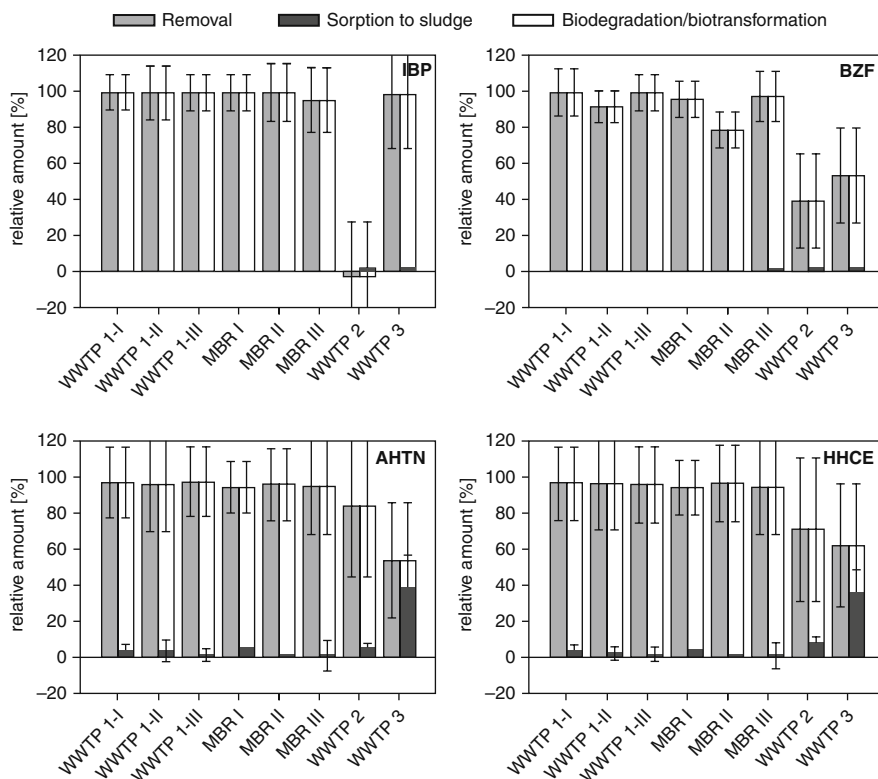 Removal Sorption to sludge Biodegradation/biotransformation
IBP
relative amount [%]
120
100
80
60
40
20
0
−20
WWTP 1-I
WWTP 1-II
WWTP 1-III
MBR I
MBR II
MBR III
WWTP 2
WWTP 3
BZF
relative amount [%]
120
100
80
60
40
20
0
−20
WWTP 1-I
WWTP 1-II
WWTP 1-III
MBR I
MBR II
MBR III
WWTP 2
WWTP 3
AHTN
relative amount [%]
120
100
80
60
40
20
0
−20
WWTP 1-I
WWTP 1-II
WWTP 1-III
MBR I
MBR II
MBR III
WWTP 2
WWTP 3
HHCE
relative amount [%]
120
100
80
60
40
20
0
−20
WWTP 1-I
WWTP 1-II
WWTP 1-III
MBR I
MBR II
MBR III
WWTP 2
WWTP 3